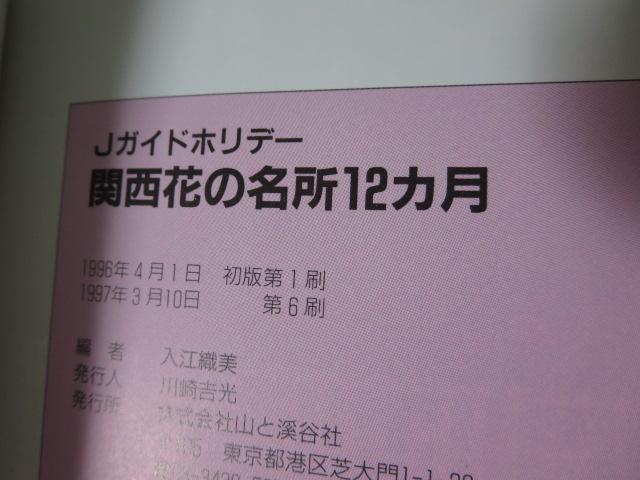 Jガイドホリデー
関西花の名所12カ月
1996年4月1日 初版第1刷
1997年3月10日 第6刷
編者 入江織美
発行人 川崎吉光
発行所 株式会社山と溪谷社
東京都港区芝大門1-1-